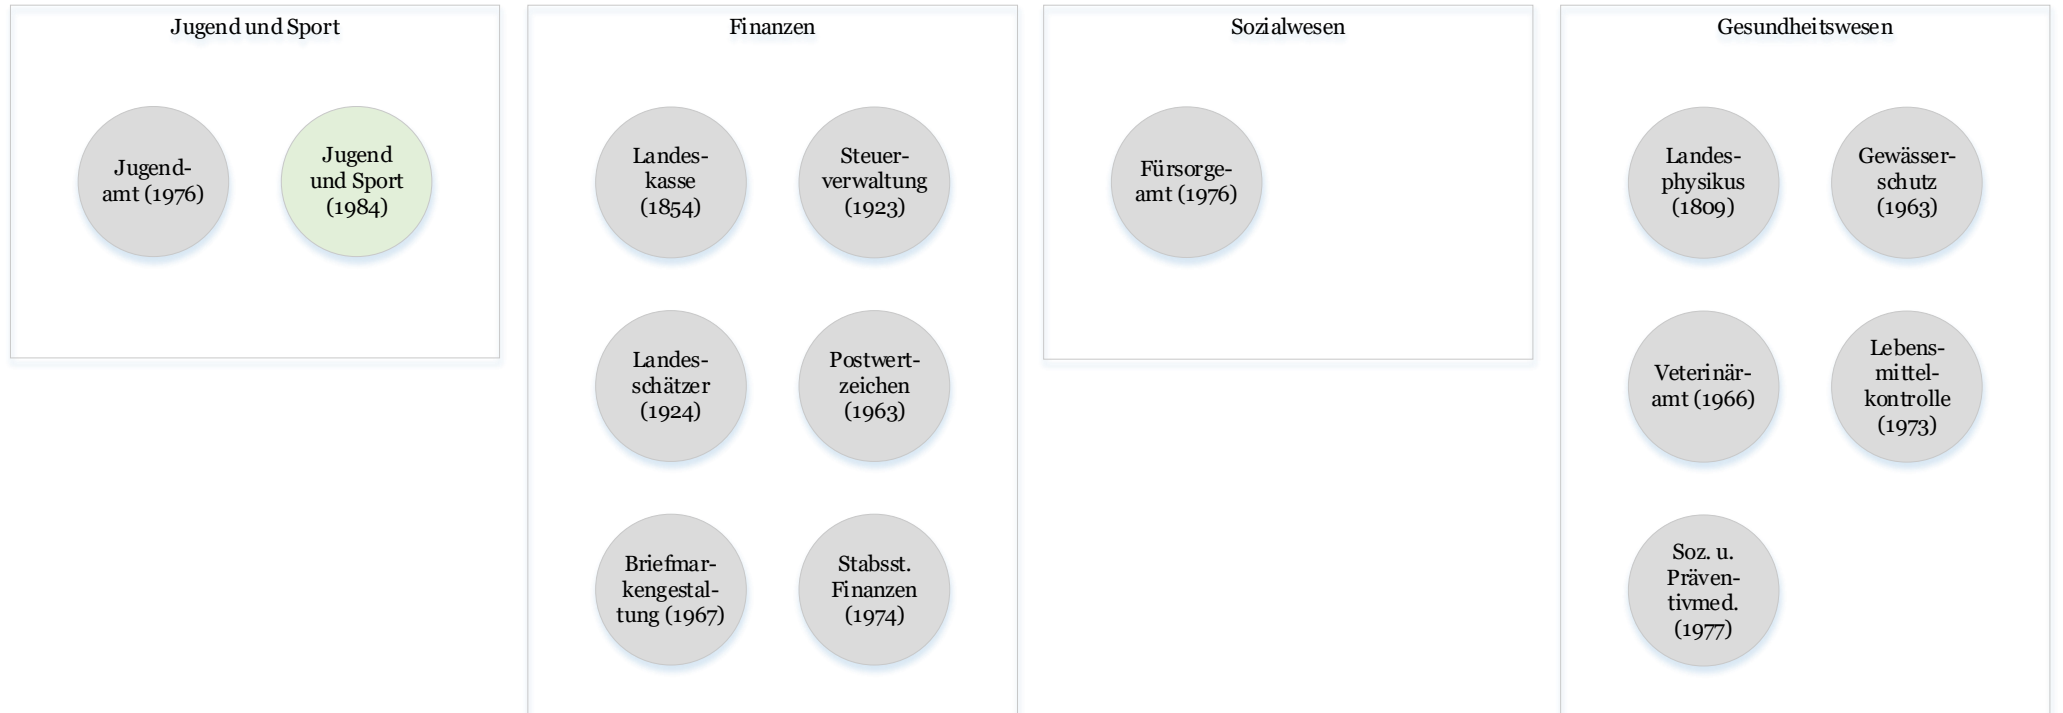 Jugend und Sport
Jugend-
amt (1976)
Jugend
und Sport
(1984)
Finanzen
Landes-
kasse
(1854)
Steuer-
verwaltung
(1923)
Landes-
schätzer
(1924)
Postwert-
zeichen
(1963)
Briefmar-
kengestal-
tung (1967)
Stabsst.
Finanzen
(1974)
Sozialwesen
Fürsorge-
amt (1976)
Gesundheitswesen
Landes-
physikus
(1809)
Gewässer-
schutz
(1963)
Veterinär-
amt (1966)
Lebens-
mittel-
kontrolle
(1973)
Soz. u.
Präven-
tivmed.
(1977)